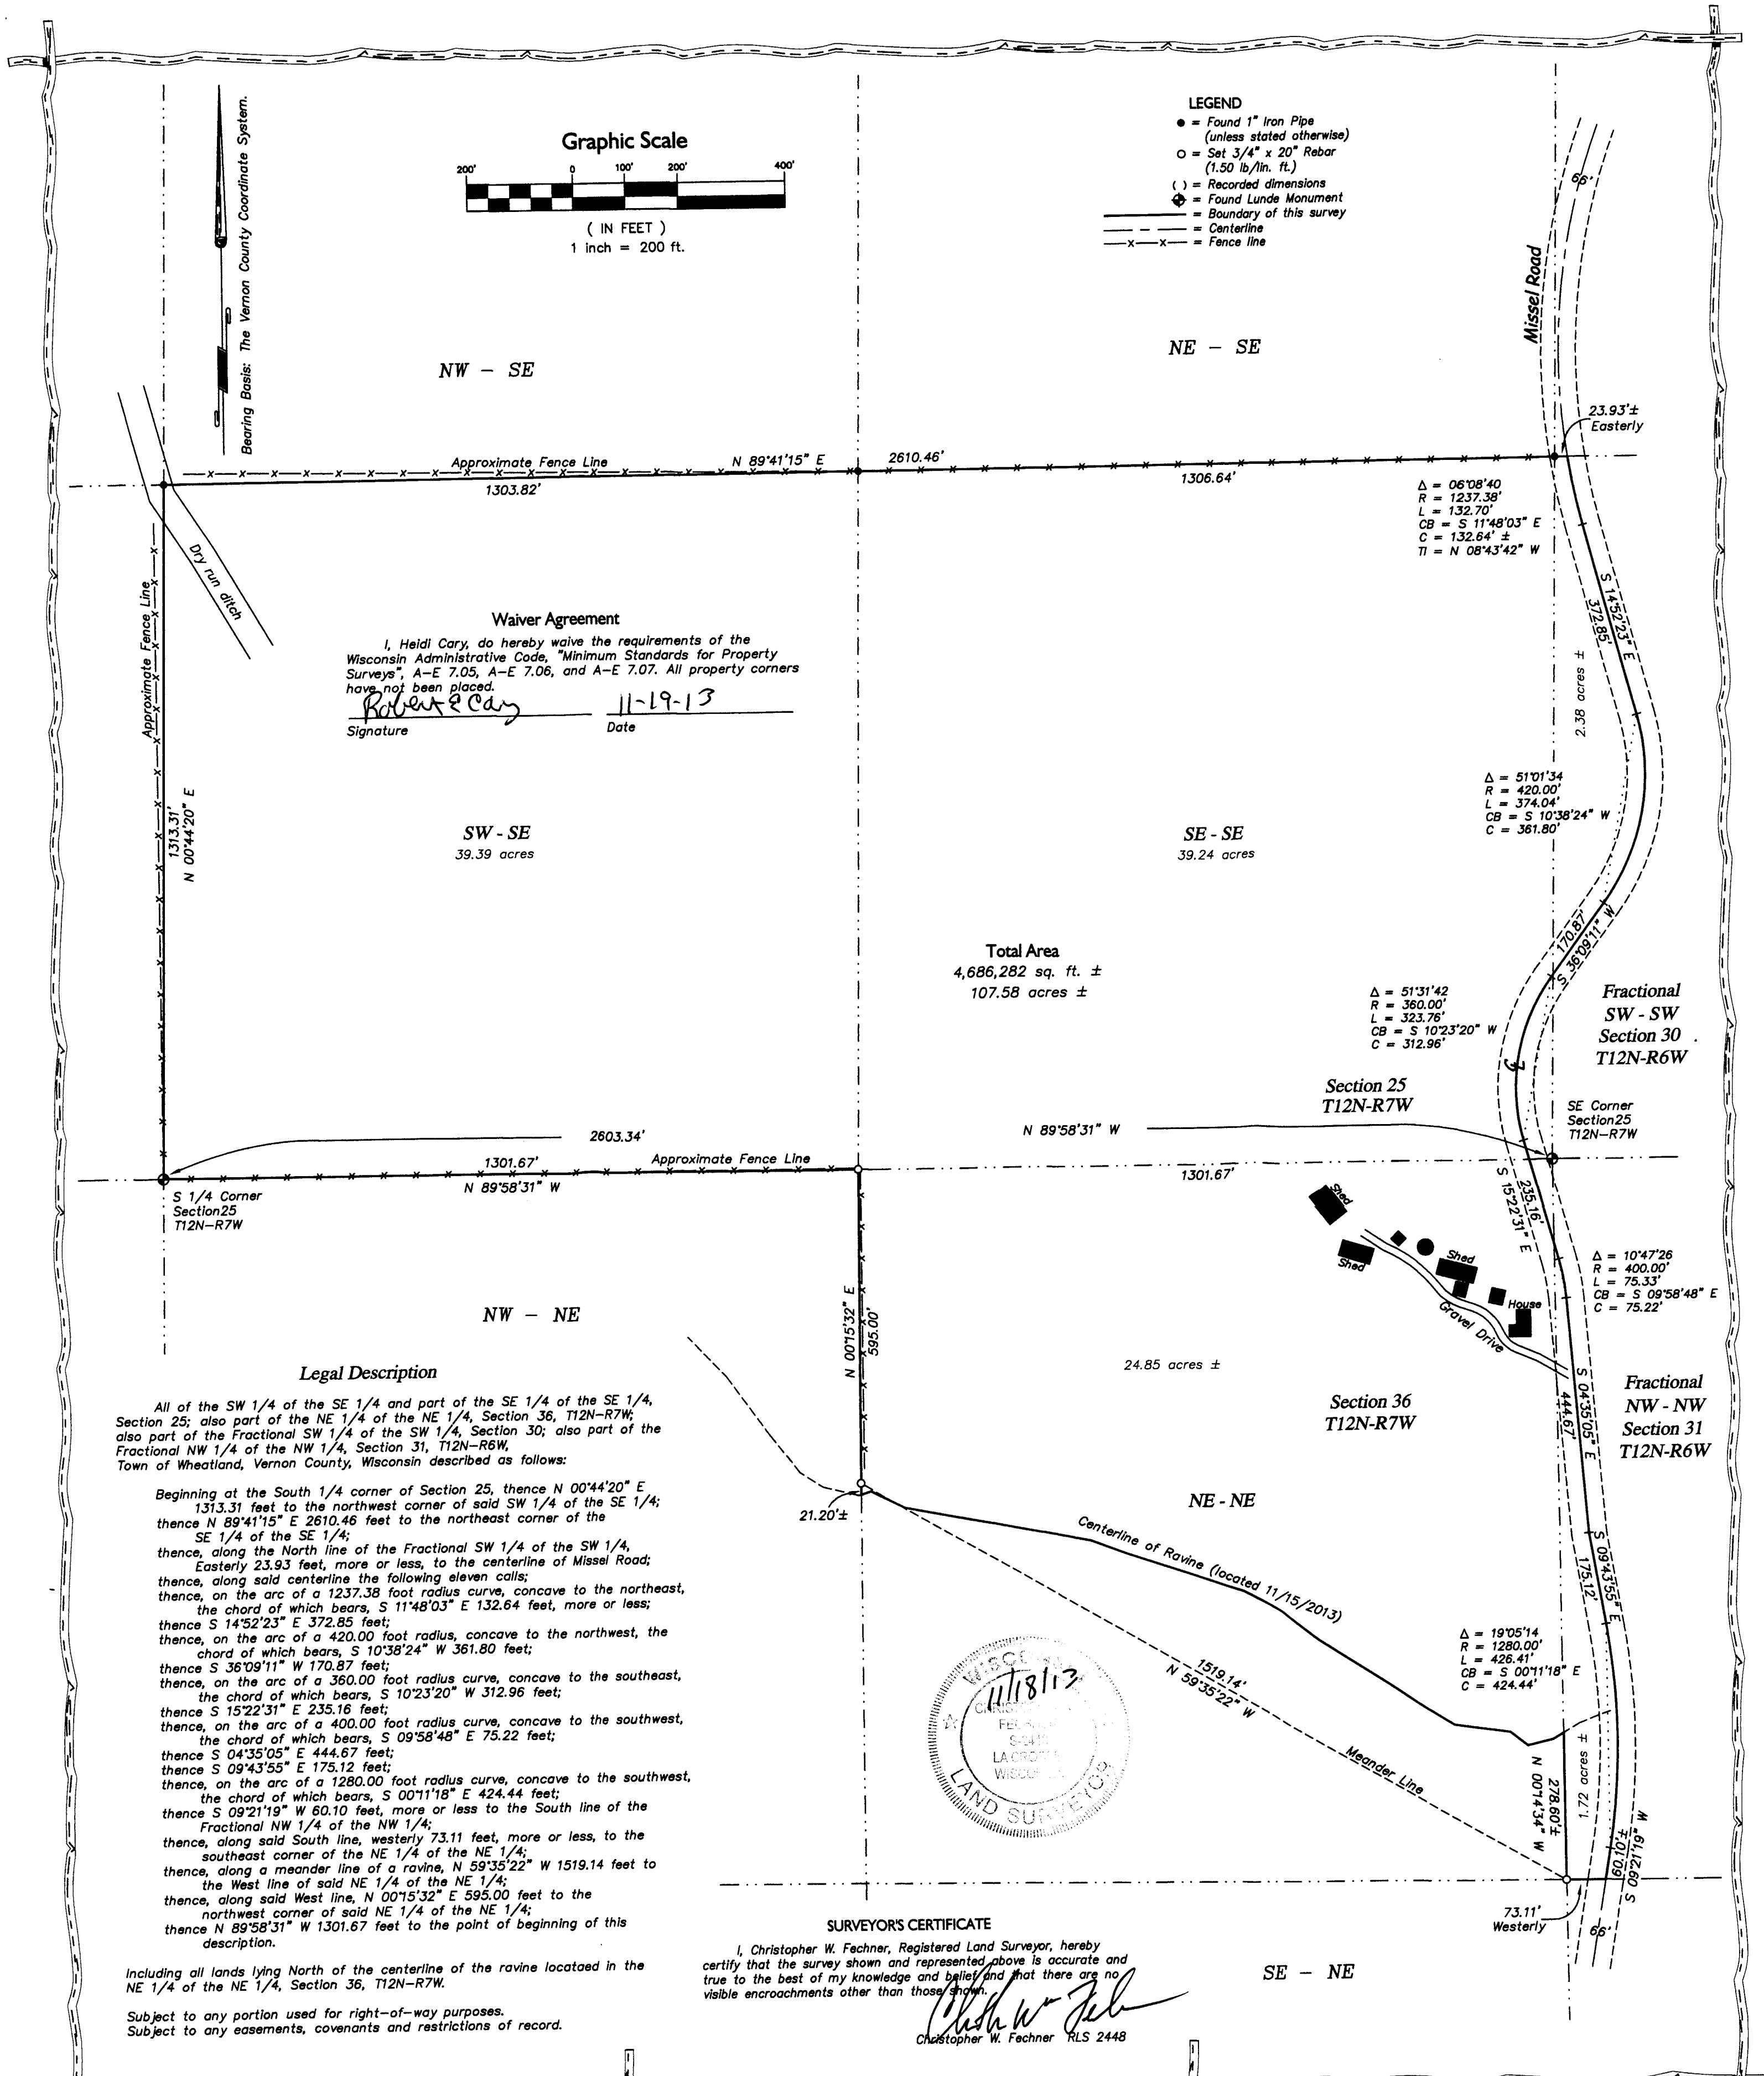 Bearing Basis: The Vernon County Coordinate System.
Graphic Scale
200' 0 100' 200' 400'
( IN FEET )
1 inch = 200 ft.
LEGEND
● = Found 1" Iron Pipe
(unless stated otherwise)
O = Set 3/4" x 20" Rebar
(1.50 lb/lin. ft.)
( ) = Recorded dimensions
= Found Lunde Monument
= Boundary of this survey
= Centerline
—x—x— = Fence line
66'
Missel Road
NW - SE
NE - SE
23.93'±
Easterly
Approximate Fence Line
N 89°41'15" E
2610.46'
1303.82'
1306.64'
Δ = 06°08'40
R = 1237.38'
L = 132.70'
CB = S 11°48'03" E
C = 132.64' ±
TI = N 08°43'42" W
Dry run ditch
Approximate Fence Line
S 14°52'23" E
372.85'
2.38 acres ±
Waiver Agreement
I, Heidi Cary, do hereby waive the requirements of the
Wisconsin Administrative Code, "Minimum Standards for Property
Surveys", A-E 7.05, A-E 7.06, and A-E 7.07. All property corners
have not been placed.
Robert E Cary 11-19-13
Signature Date
1313.31'
N 00°44'20" E
SW - SE
39.39 acres
SE - SE
39.24 acres
Δ = 51°01'34
R = 420.00'
L = 374.04'
CB = S 10°38'24" W
C = 361.80'
170.87'
S 36°09'11" W
Total Area
4,686,282 sq. ft. ±
107.58 acres ±
Δ = 51°31'42
R = 360.00'
L = 323.76'
CB = S 10°23'20" W
C = 312.96'
Fractional
SW - SW
Section 30
T12N-R6W
Section 25
T12N-R7W
SE Corner
Section25
T12N-R7W
2603.34'
N 89°58'31" W
1301.67'
Approximate Fence Line
N 89°58'31" W
1301.67'
S 1/4 Corner
Section25
T12N-R7W
235.16'
S 15°22'31" E
Shed
Shed
Shed
House
Gravel Drive
Δ = 10°47'26
R = 400.00'
L = 75.33'
CB = S 09°58'48" E
C = 75.22'
NW - NE
N 00°15'32" E
595.00'
24.85 acres ±
Section 36
T12N-R7W
S 04°35'05" E
444.67'
Fractional
NW - NW
Section 31
T12N-R6W
Legal Description
All of the SW 1/4 of the SE 1/4 and part of the SE 1/4 of the SE 1/4,
Section 25; also part of the NE 1/4 of the NE 1/4, Section 36, T12N-R7W;
also part of the Fractional SW 1/4 of the SW 1/4, Section 30; also part of the
Fractional NW 1/4 of the NW 1/4, Section 31, T12N-R6W,
Town of Wheatland, Vernon County, Wisconsin described as follows:
Beginning at the South 1/4 corner of Section 25, thence N 00°44'20" E
1313.31 feet to the northwest corner of said SW 1/4 of the SE 1/4;
thence N 89°41'15" E 2610.46 feet to the northeast corner of the
SE 1/4 of the SE 1/4;
thence, along the North line of the Fractional SW 1/4 of the SW 1/4,
Easterly 23.93 feet, more or less, to the centerline of Missel Road;
thence, along said centerline the following eleven calls;
thence, on the arc of a 1237.38 foot radius curve, concave to the northeast,
the chord of which bears, S 11°48'03" E 132.64 feet, more or less;
thence S 14°52'23" E 372.85 feet;
thence, on the arc of a 420.00 foot radius, concave to the northwest, the
chord of which bears, S 10°38'24" W 361.80 feet;
thence S 36°09'11" W 170.87 feet;
thence, on the arc of a 360.00 foot radius curve, concave to the southeast,
the chord of which bears, S 10°23'20" W 312.96 feet;
thence S 15°22'31" E 235.16 feet;
thence, on the arc of a 400.00 foot radius curve, concave to the southwest,
the chord of which bears, S 09°58'48" E 75.22 feet;
thence S 04°35'05" E 444.67 feet;
thence S 09°43'55" E 175.12 feet;
thence, on the arc of a 1280.00 foot radius curve, concave to the southwest,
the chord of which bears, S 00°11'18" E 424.44 feet;
thence S 09°21'19" W 60.10 feet, more or less to the South line of the
Fractional NW 1/4 of the NW 1/4;
thence, along said South line, westerly 73.11 feet, more or less, to the
southeast corner of the NE 1/4 of the NE 1/4;
thence, along a meander line of a ravine, N 59°35'22" W 1519.14 feet to
the West line of said NE 1/4 of the NE 1/4;
thence, along said West line, N 00°15'32" E 595.00 feet to the
northwest corner of said NE 1/4 of the NE 1/4;
thence N 89°58'31" W 1301.67 feet to the point of beginning of this
description.
Including all lands lying North of the centerline of the ravine locataed in the
NE 1/4 of the NE 1/4, Section 36, T12N-R7W.
Subject to any portion used for right-of-way purposes.
Subject to any easements, covenants and restrictions of record.
21.20'±
NE - NE
Centerline of Ravine (located 11/15/2013)
S 09°43'55" E
175.12'
Δ = 19°05'14
R = 1280.00'
L = 426.41'
CB = S 00°11'18" E
C = 424.44'
1519.14'
N 59°35'22" W
Meander Line
11/18/13
LAND SURVEYOR
278.60'±
N 00°14'34" W
1.72 acres ±
60.10'±
S 09°21'19" W
73.11'
Westerly
66'
SURVEYOR'S CERTIFICATE
I, Christopher W. Fechner, Registered Land Surveyor, hereby
certify that the survey shown and represented above is accurate and
true to the best of my knowledge and belief and that there are no
visible encroachments other than those shown.
Christopher W. Fechner RLS 2448
SE - NE